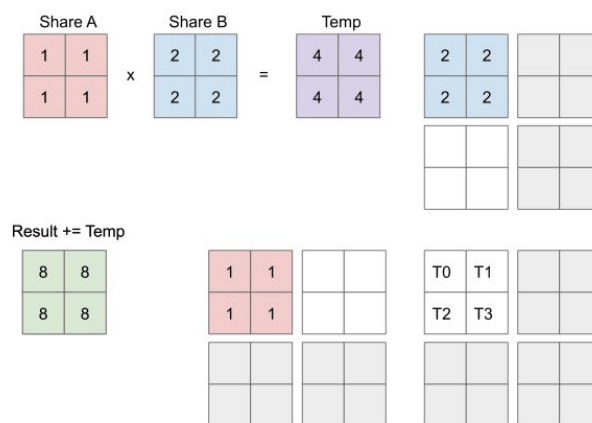 Share A Share B Temp
1 1 2 2 4 4 2 2
x =
1 1 2 2 4 4 2 2
Result += Temp
8 8 1 1 T0 T1
8 8 1 1 T2 T3